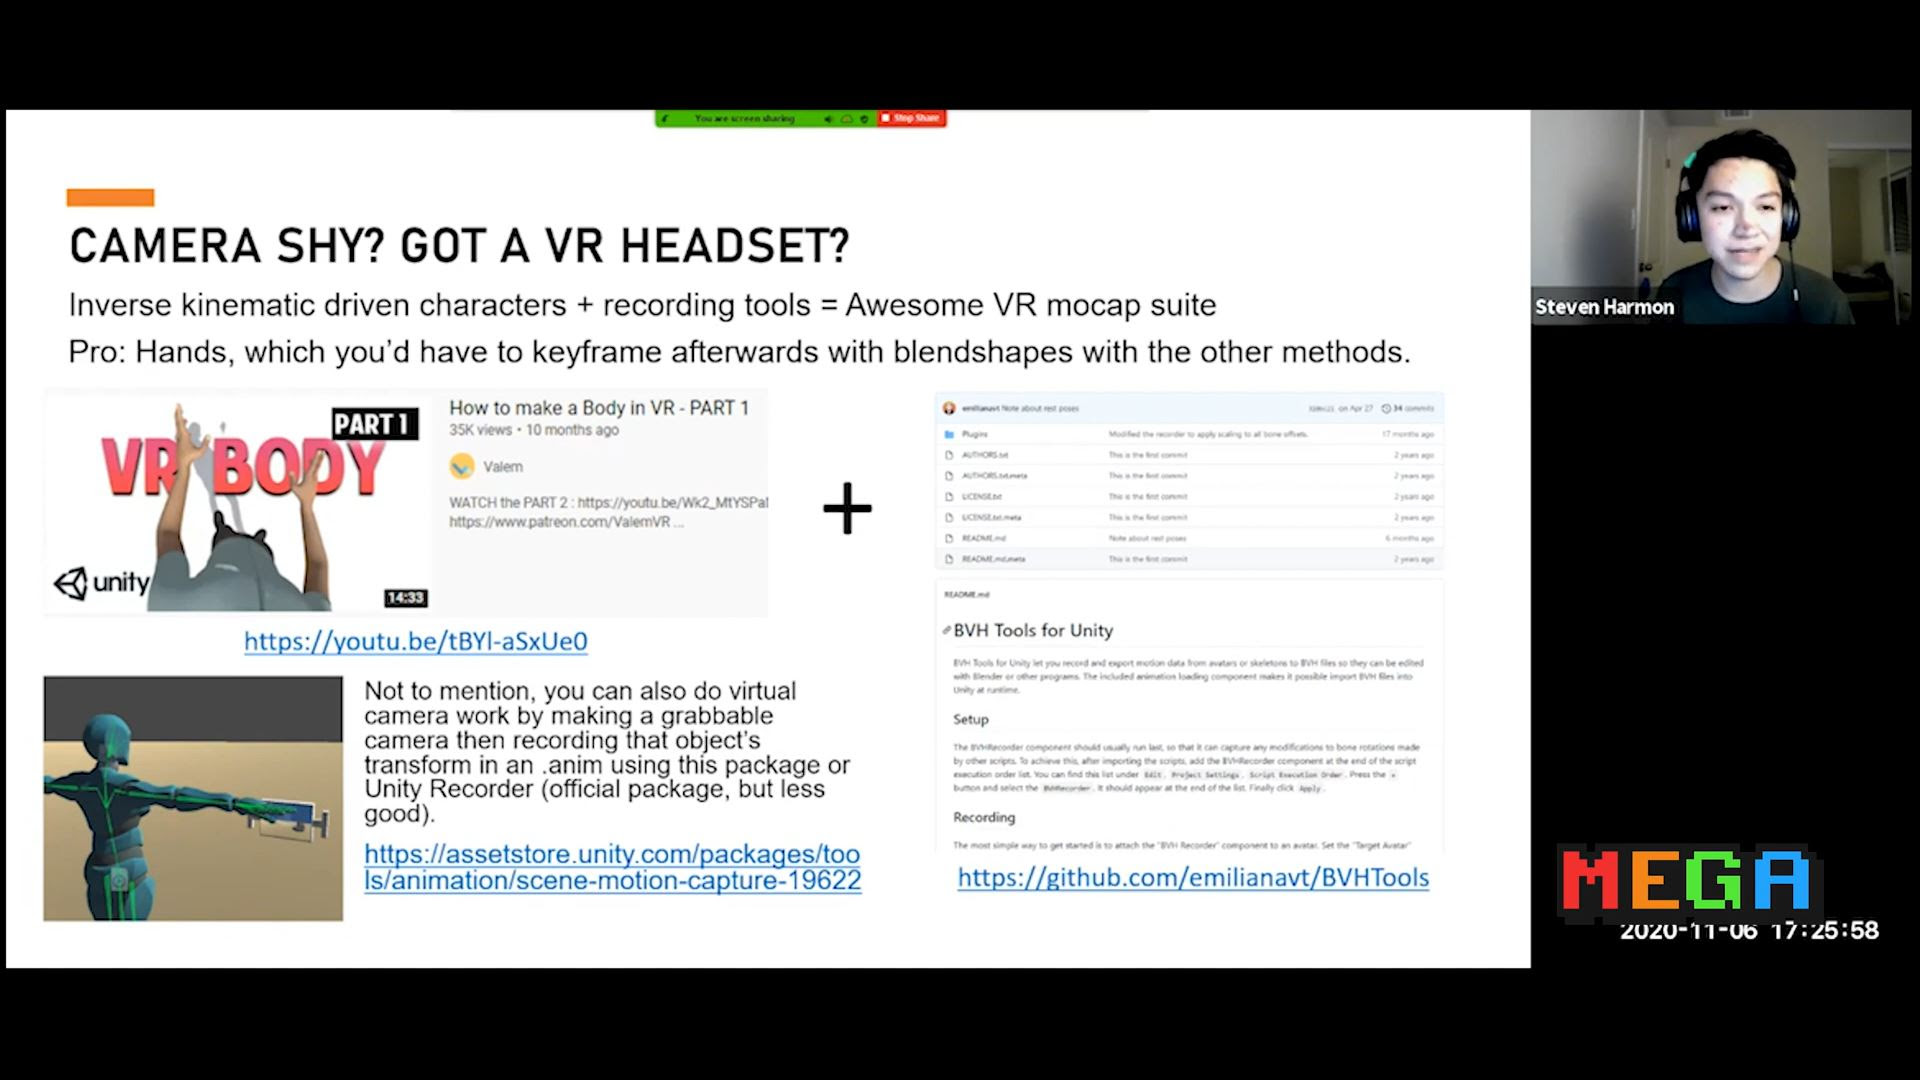 You are screen sharing
Stop Share
CAMERA SHY? GOT A VR HEADSET?
Inverse kinematic driven characters + recording tools = Awesome VR mocap suite
Pro: Hands, which you'd have to keyframe afterwards with blendshapes with the other methods.
PART 1
VR BODY
unity
14:33
How to make a Body in VR - PART 1
35K views • 10 months ago
Valem
WATCH the PART 2 : https://youtu.be/Wk2_MtYSPa
https://www.patreon.com/ValemVR ...
https://youtu.be/tBYl-aSxUe0
+
emilianavt Note about rest poses
on Apr 27
34 commits
Plugins
Modified the recorder to apply scaling to all bone offsets.
17 months ago
AUTHORS.txt
This is the first commit
2 years ago
AUTHORS.txt.meta
This is the first commit
2 years ago
LICENSE.txt
This is the first commit
2 years ago
LICENSE.txt.meta
This is the first commit
2 years ago
README.md
Note about rest poses
6 months ago
README.md.meta
This is the first commit
2 years ago
README.md
BVH Tools for Unity
BVH Tools for Unity let you record and export motion data from avatars or skeletons to BVH files so they can be edited
with Blender or other programs. The included animation loading component makes it possible import BVH files into
Unity at runtime.
Setup
The BVHRecorder component should usually run last, so that it can capture any modifications to bone rotations made
by other scripts. To achieve this, after importing the scripts, add the BVHRecorder component at the end of the script
execution order list. You can find this list under Edit, Project Settings, Script Execution Order. Press the +
button and select the BVHRecorder. It should appear at the end of the list. Finally click Apply.
Recording
The most simple way to get started is to attach the "BVH Recorder" component to an avatar. Set the "Target Avatar"
https://github.com/emilianavt/BVHTools
Not to mention, you can also do virtual
camera work by making a grabbable
camera then recording that object's
transform in an .anim using this package or
Unity Recorder (official package, but less
good).
https://assetstore.unity.com/packages/too
ls/animation/scene-motion-capture-19622
Steven Harmon
MEGA
2020-11-06 17:25:58